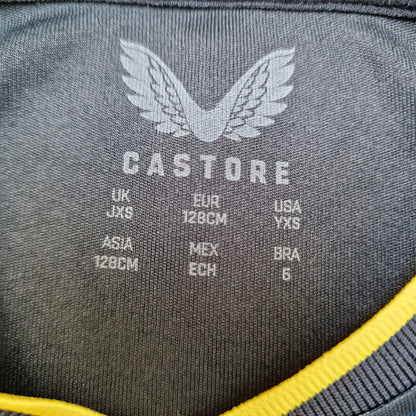 CASTORE
UK EUR USA
JXS 128CM YXS
ASIA MEX BRA
128CM ECH 6